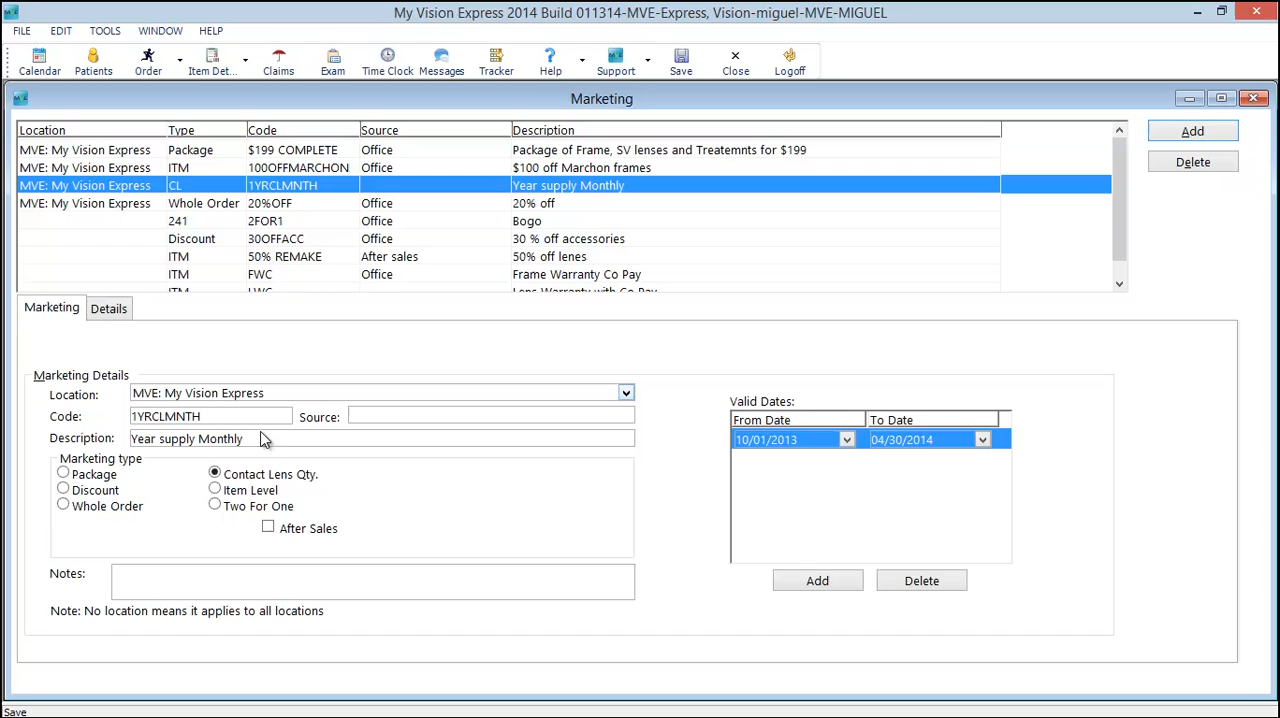 My Vision Express 2014 Build 011314-MVE-Express, Vision-miguel-MVE-MIGUEL
FILE EDIT TOOLS WINDOW HELP
Calendar Patients Order Item Det... Claims Exam Time Clock Messages Tracker Help Support Save Close Logoff
Marketing
Location Type Code Source Description
MVE: My Vision Express Package $199 COMPLETE Office Package of Frame, SV lenses and Treatemnts for $199
MVE: My Vision Express ITM 100OFFMARCHON Office $100 off Marchon frames
MVE: My Vision Express CL 1YRCLMNTH Year supply Monthly
MVE: My Vision Express Whole Order 20%OFF Office 20% off
241 2FOR1 Office Bogo
Discount 30OFFACC Office 30 % off accessories
ITM 50% REMAKE After sales 50% off lenes
ITM FWC Office Frame Warranty Co Pay
ITM LWC Office Lens Warranty with Co Pay
Add
Delete
Marketing Details
Marketing Details
Location: MVE: My Vision Express
Code: 1YRCLMNTH Source:
Description: Year supply Monthly
Marketing type
Package Contact Lens Qty.
Discount Item Level
Whole Order Two For One
After Sales
Notes:
Note: No location means it applies to all locations
Valid Dates:
From Date To Date
10/01/2013 04/30/2014
Add Delete
Save